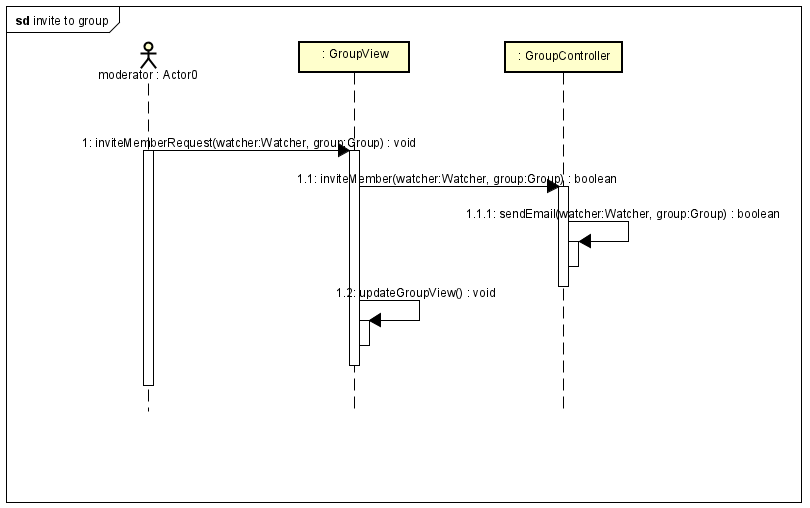 sd invite to group
: GroupView
: GroupController
moderator : Actor0
1: inviteMemberRequest(watcher:Watcher, group:Group) : void
1.1: inviteMember(watcher:Watcher, group:Group) : boolean
1.1.1: sendEmail(watcher:Watcher, group:Group) : boolean
1.2: updateGroupView() : void